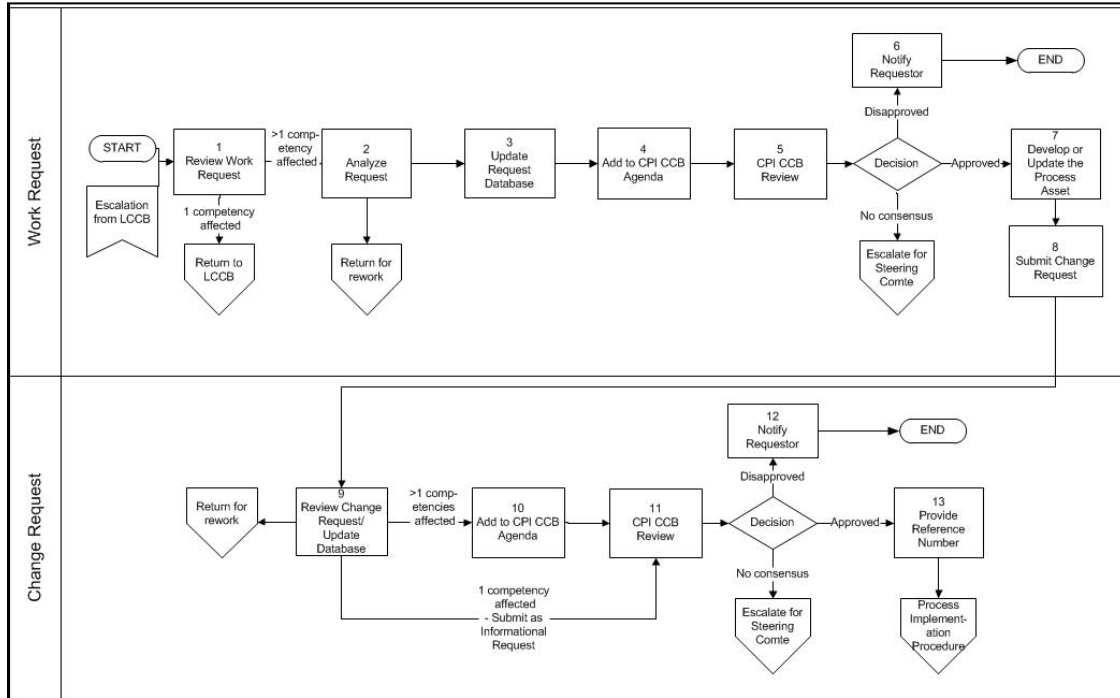 Work Request
START
Escalation
from LCCB
1
Review Work
Request
>1 comp-
etency
affected
1 competency
affected
Return to
LCCB
2
Analyze
Request
Return for
rework
3
Update
Request
Database
4
Add to CPI CCB
Agenda
5
CPI CCB
Review
Decision
Disapproved
6
Notify
Requestor
END
No consensus
Escalate for
Steering
Comte
Approved
7
Develop or
Update the
Process
Asset
8
Submit Change
Request
Change Request
Return for
rework
9
Review Change
Request/
Update
Database
>1 comp-
etencies
affected
1 competency
affected
- Submit as
Informational
Request
10
Add to CPI CCB
Agenda
11
CPI CCB
Review
Decision
Disapproved
12
Notify
Requestor
END
No consensus
Escalate for
Steering
Comte
Approved
13
Provide
Reference
Number
Process
Implement-
ation
Procedure